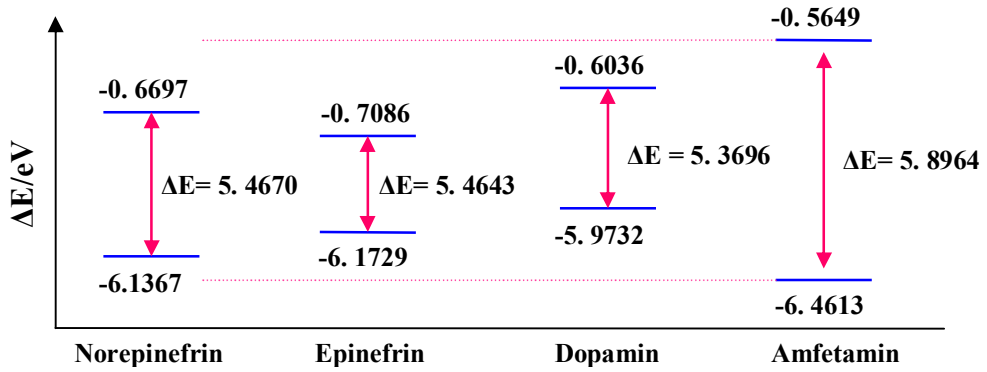 -0. 5649
-0. 6036
-0. 6697
-0. 7086
ΔE/eV
ΔE= 5. 4670
ΔE= 5. 4643
ΔE = 5. 3696
ΔE= 5. 8964
-5. 9732
-6. 1729
-6.1367
-6. 4613
Norepinefrin
Epinefrin
Dopamin
Amfetamin